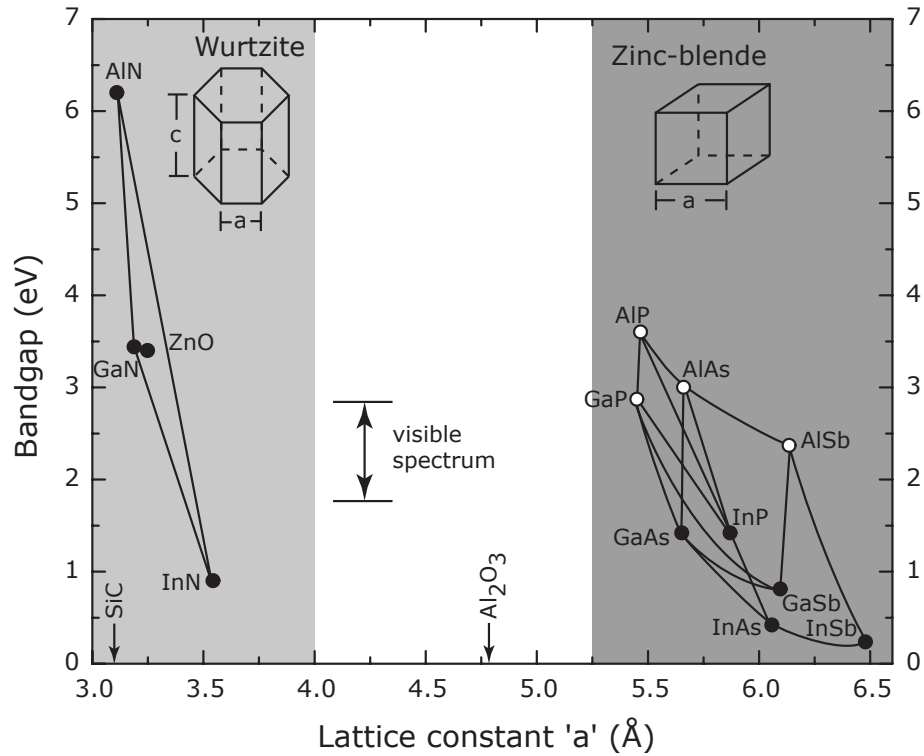 7 7
Wurtzite Zinc-blende
AlN
6 6
c
5 5
a a
4 4
AlP
ZnO
GaN
AlAs
3 GaP 3
visible
spectrum
AlSb
2 2
InP
GaAs
1 InN 1
GaSb
InAs InSb
SiC
Al2O3
0 0
3.0 3.5 4.0 4.5 5.0 5.5 6.0 6.5
Bandgap (eV)
Lattice constant 'a' (Å)